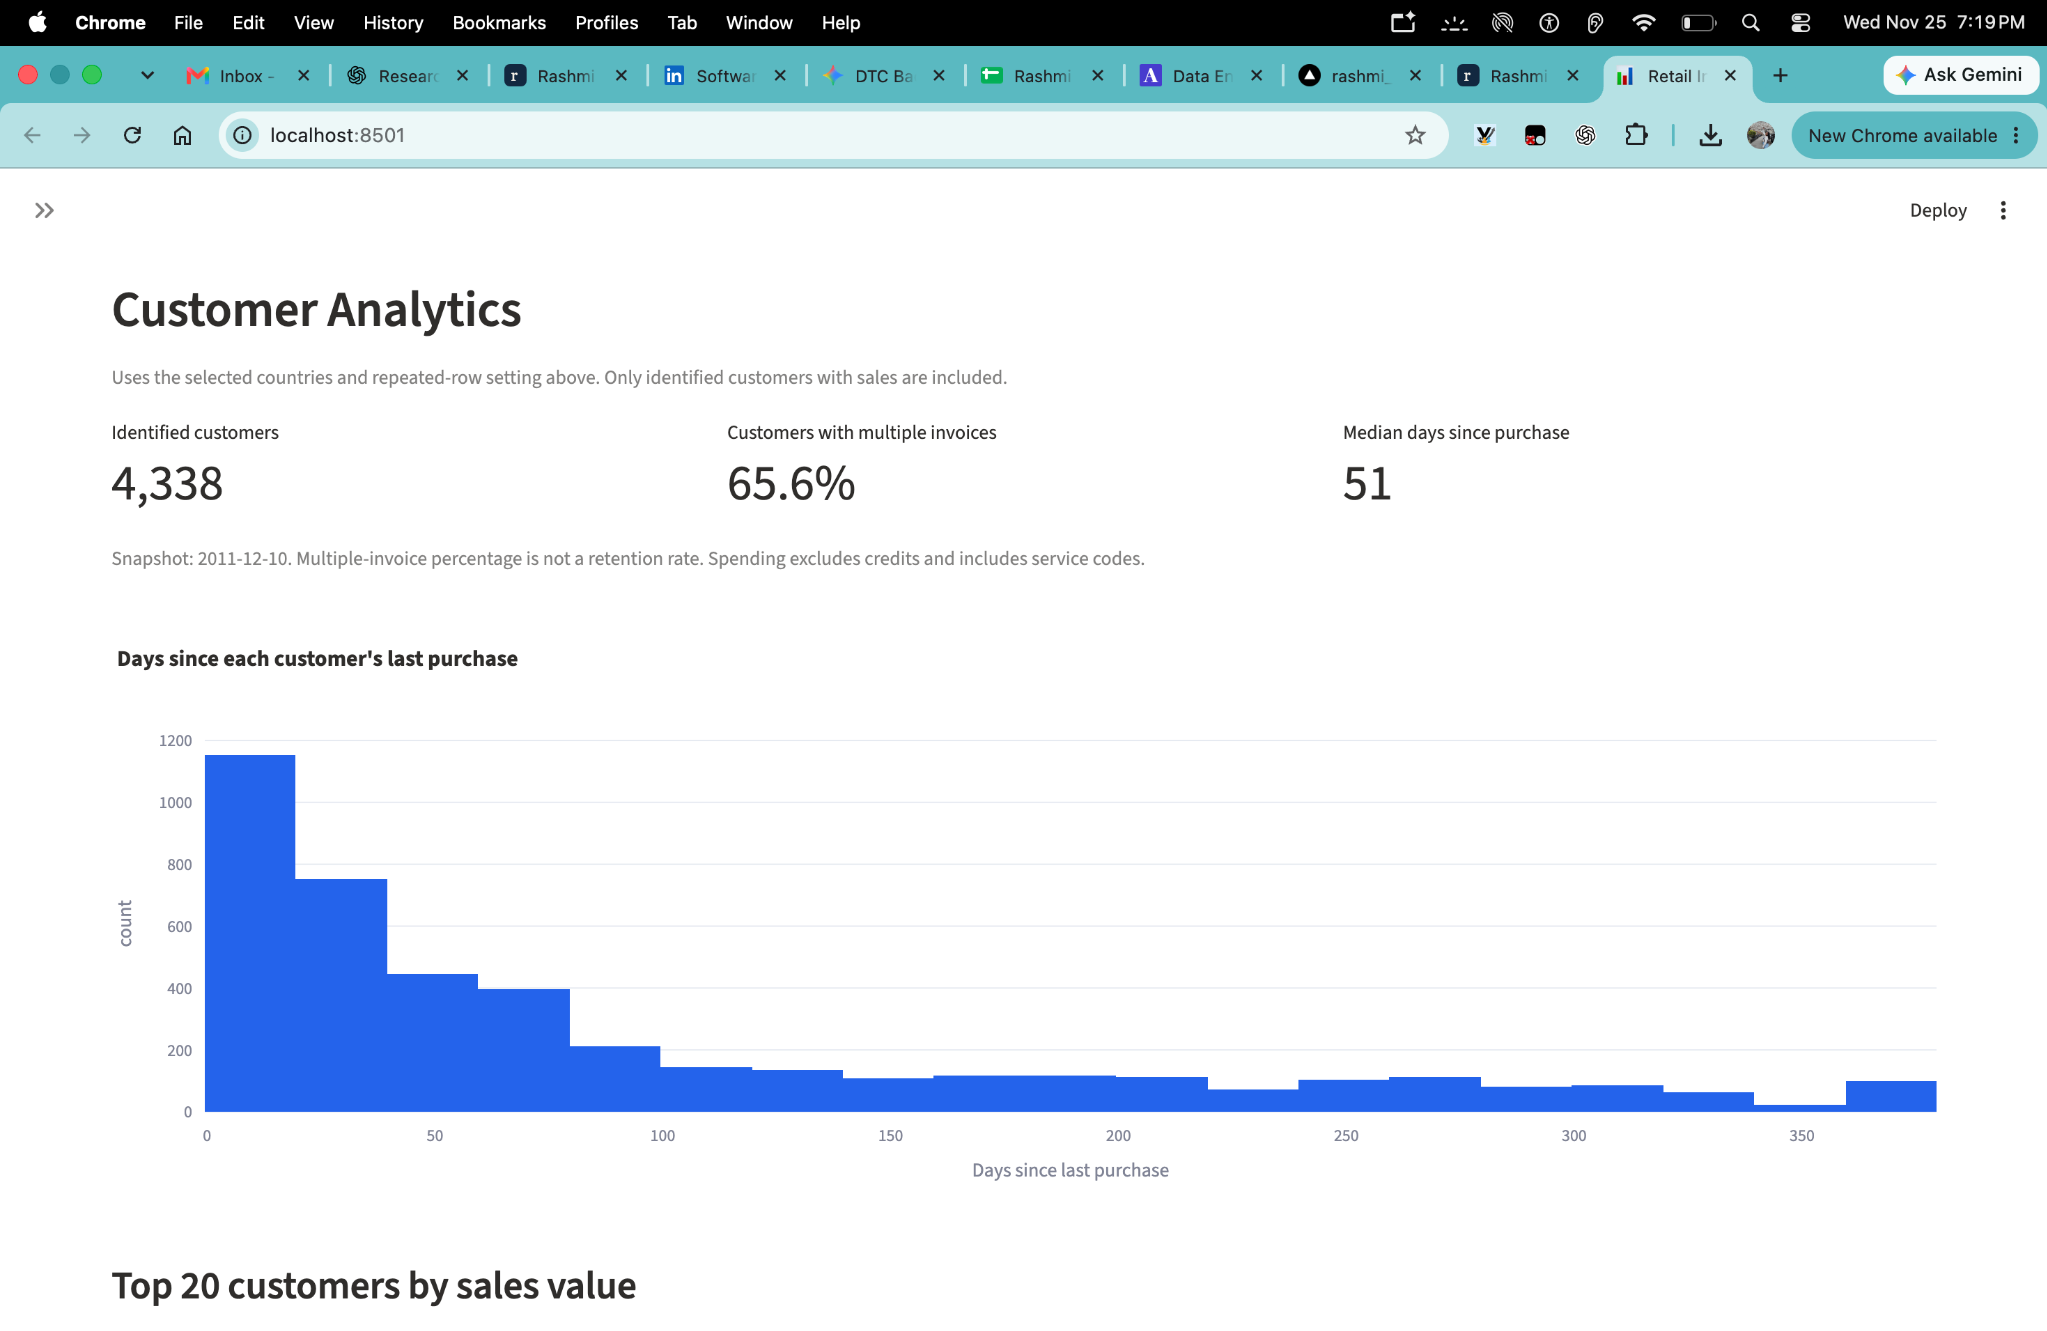 Chrome File Edit View History Bookmarks Profiles Tab Window Help Wed Nov 25 7:19 PM
Inbox - Researc Rashmi Softwar DTC Ba Rashmi Data En rashmi_ Rashmi Retail In Ask Gemini
localhost:8501 New Chrome available
Deploy
Customer Analytics
Uses the selected countries and repeated-row setting above. Only identified customers with sales are included.
Identified customers Customers with multiple invoices Median days since purchase
4,338 65.6% 51
Snapshot: 2011-12-10. Multiple-invoice percentage is not a retention rate. Spending excludes credits and includes service codes.
Days since each customer's last purchase
1200
1000
800
600
400
200
0
count
0 50 100 150 200 250 300 350
Days since last purchase
Top 20 customers by sales value